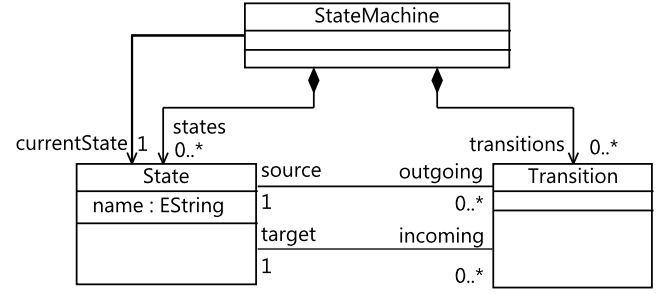 StateMachine
states
currentState 1
0..*
transitions 0..*
State
source
outgoing
Transition
name : EString
1
0..*
target
incoming
1
0..*